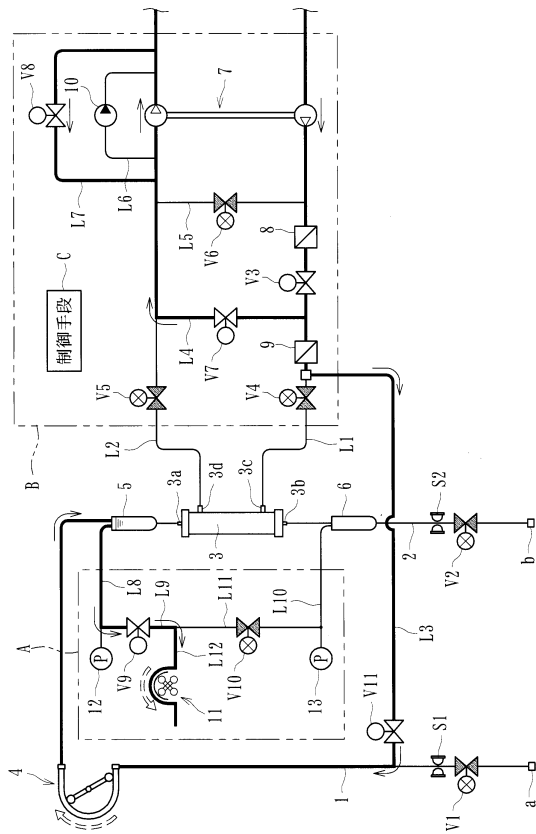 V8
10
7
L7
L6
C
制御手段
L5
V6
8
V3
L4
V7
9
V5
V4
B
L2
L1
3d
3c
3a
3b
5
3
6
S2
V2
2
b
A
L8
L9
L11
L10
12
V9
L12
V10
P
P
11
13
L3
V11
4
S1
1
V1
a